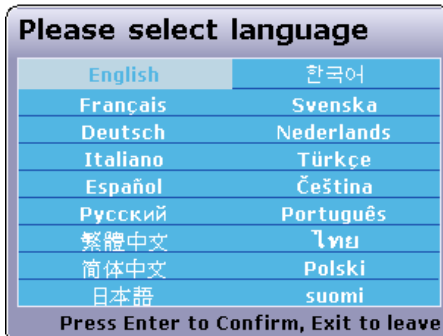 Please select language
English 한국어
Français Svenska
Deutsch Nederlands
Italiano Türkçe
Español Čeština
Русский Português
繁體中文 ไทย
简体中文 Polski
日本語 suomi
Press Enter to Confirm, Exit to leave